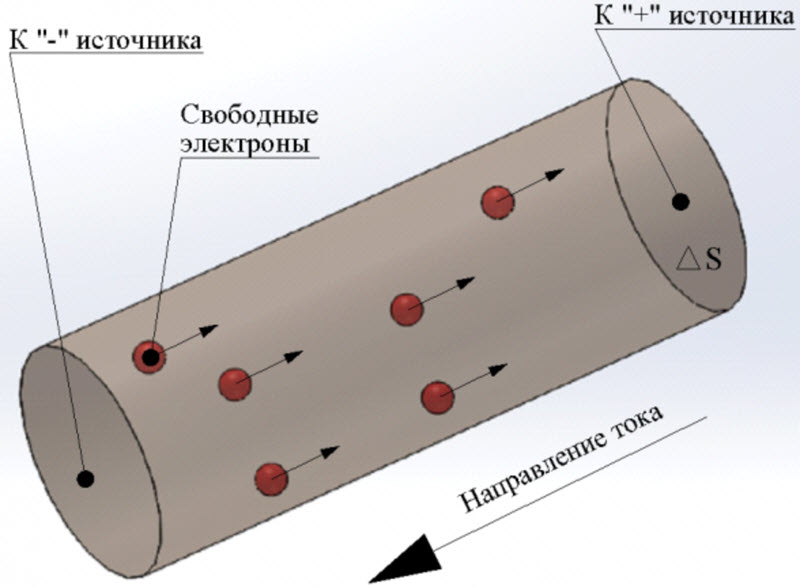 К "-" источника
К "+" источника
Свободные
электроны
△S
Направление тока